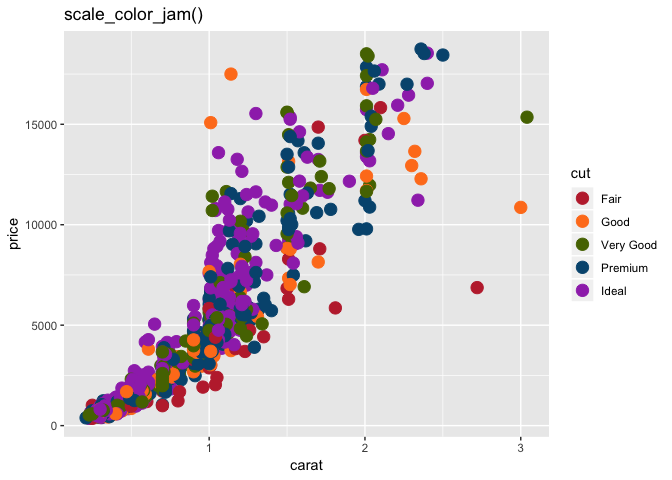 scale_color_jam()
price
15000
10000
5000
0
1
2
3
carat
cut
Fair
Good
Very Good
Premium
Ideal